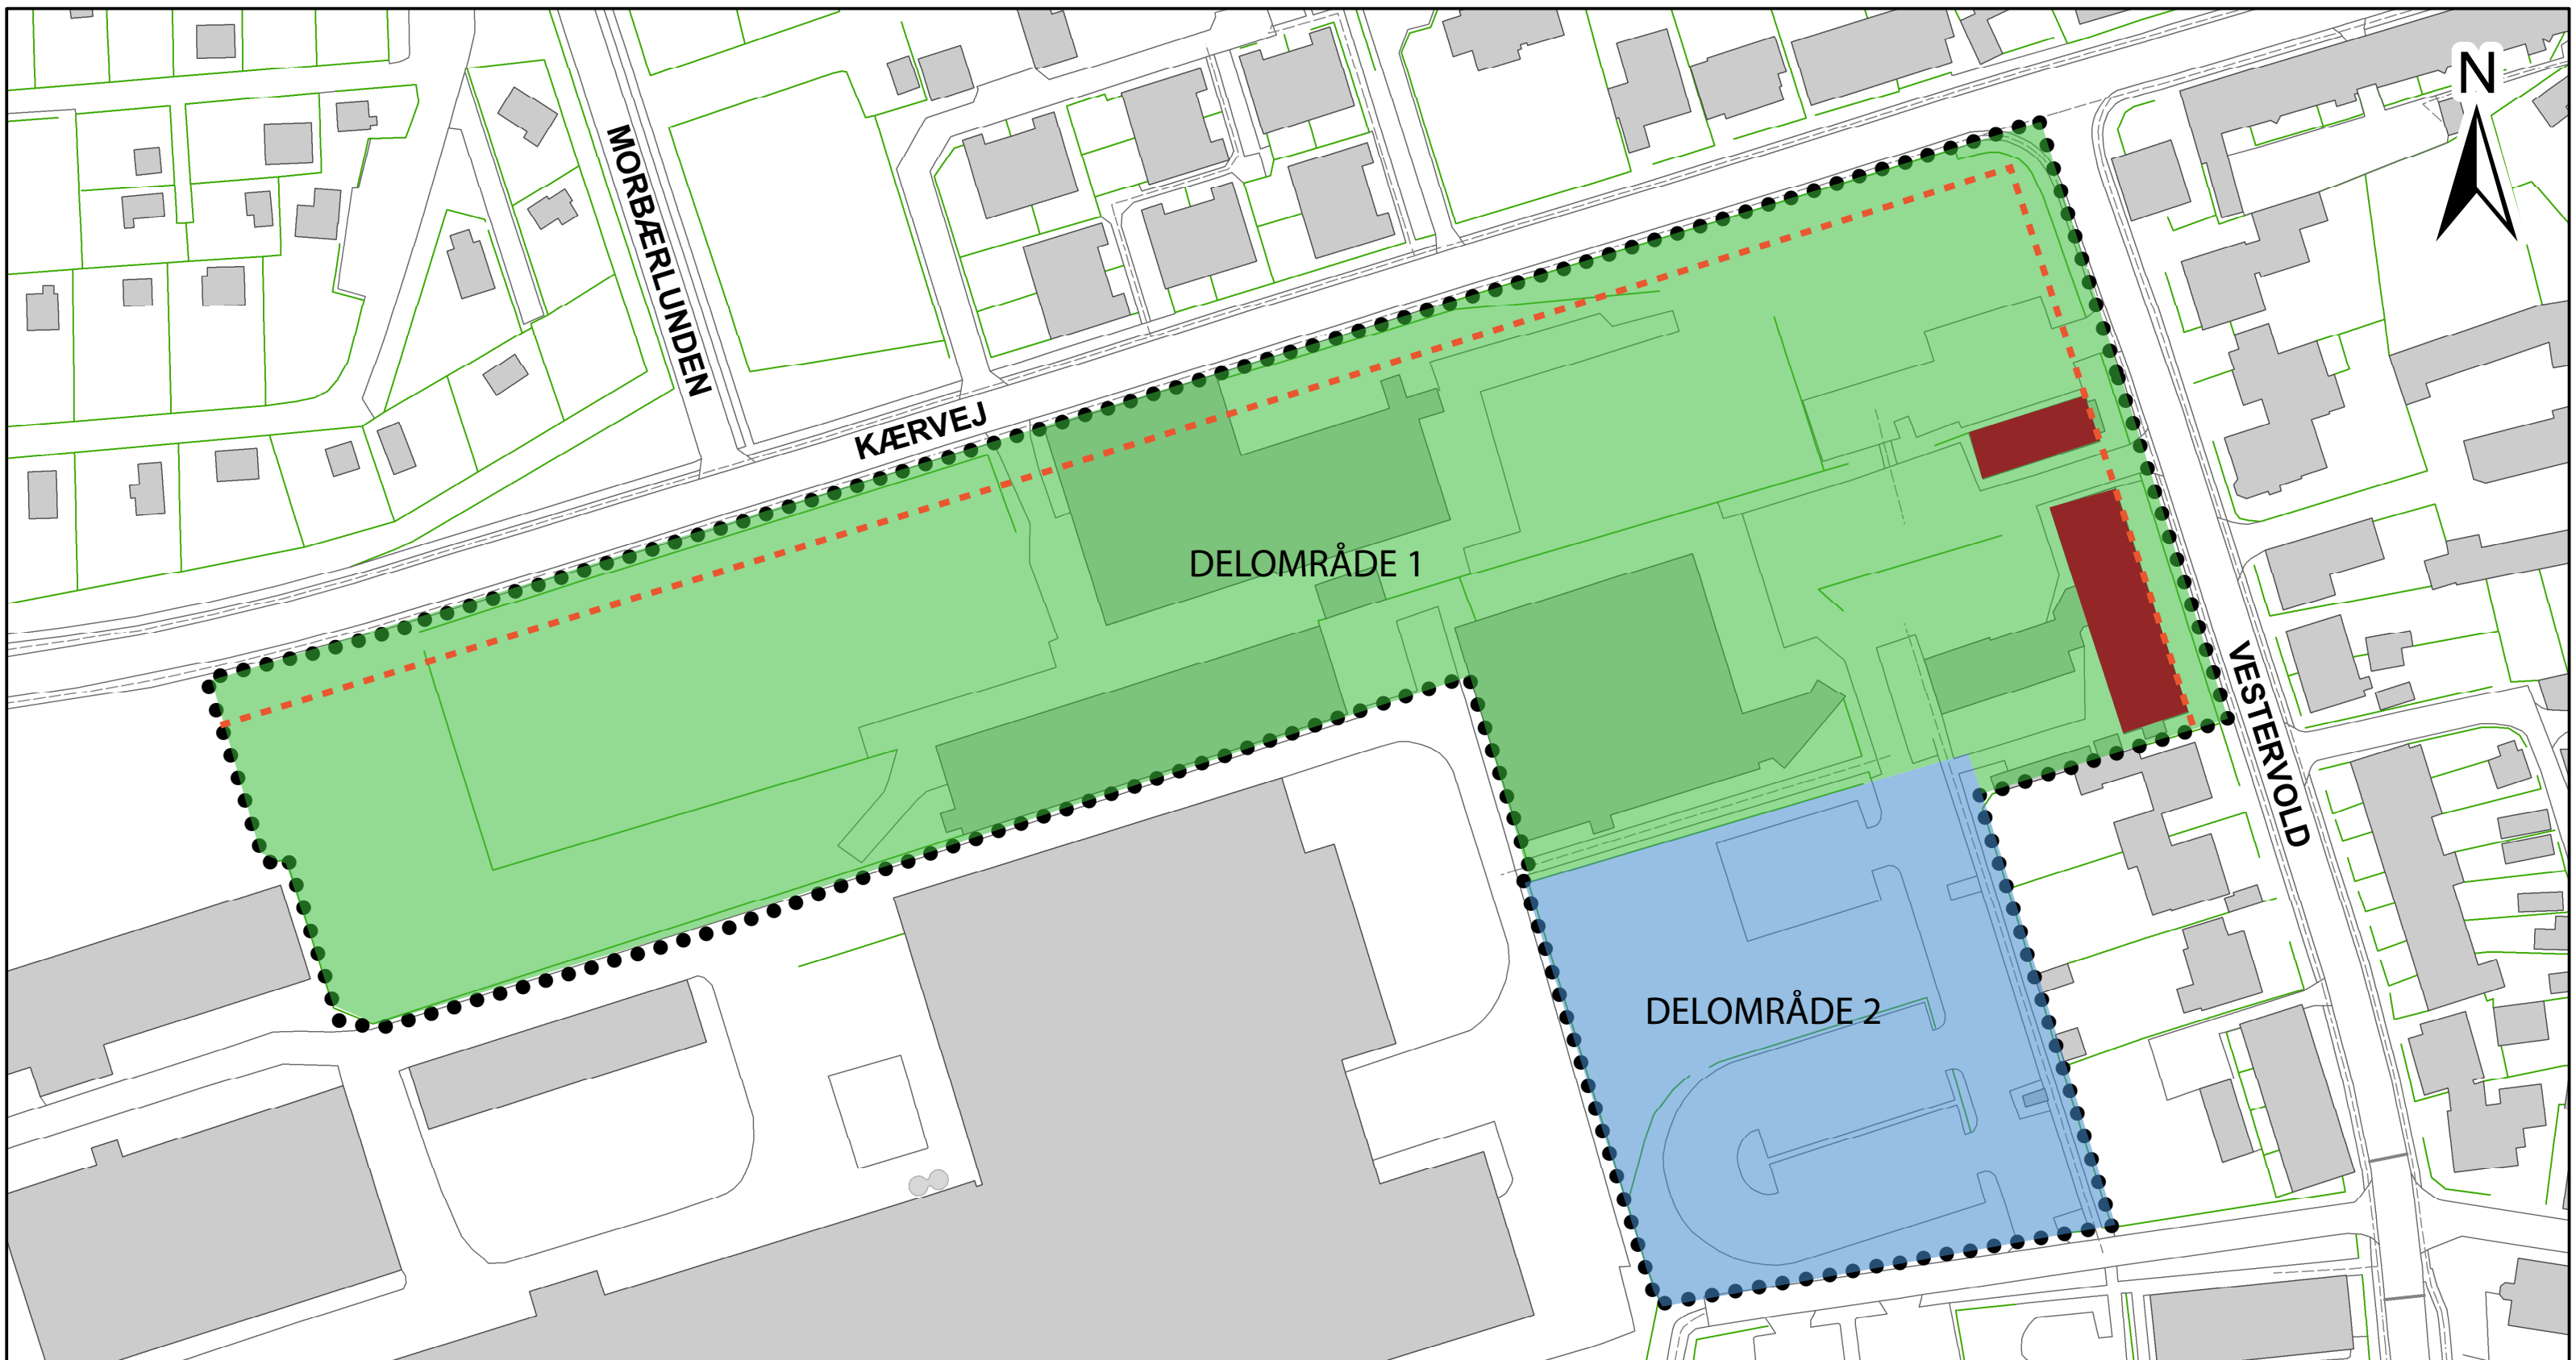 N
MORBÆRLUNDEN
KÆRVEJ
DELOMRÅDE 1
VESTERVOLD
DELOMRÅDE 2